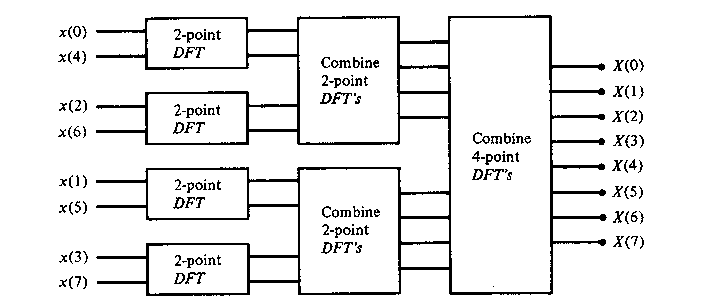 x(0)
x(4)
2-point
DFT
x(2)
x(6)
2-point
DFT
x(1)
x(5)
2-point
DFT
x(3)
x(7)
2-point
DFT
Combine
2-point
DFT's
Combine
2-point
DFT's
Combine
4-point
DFT's
X(0)
X(1)
X(2)
X(3)
X(4)
X(5)
X(6)
X(7)